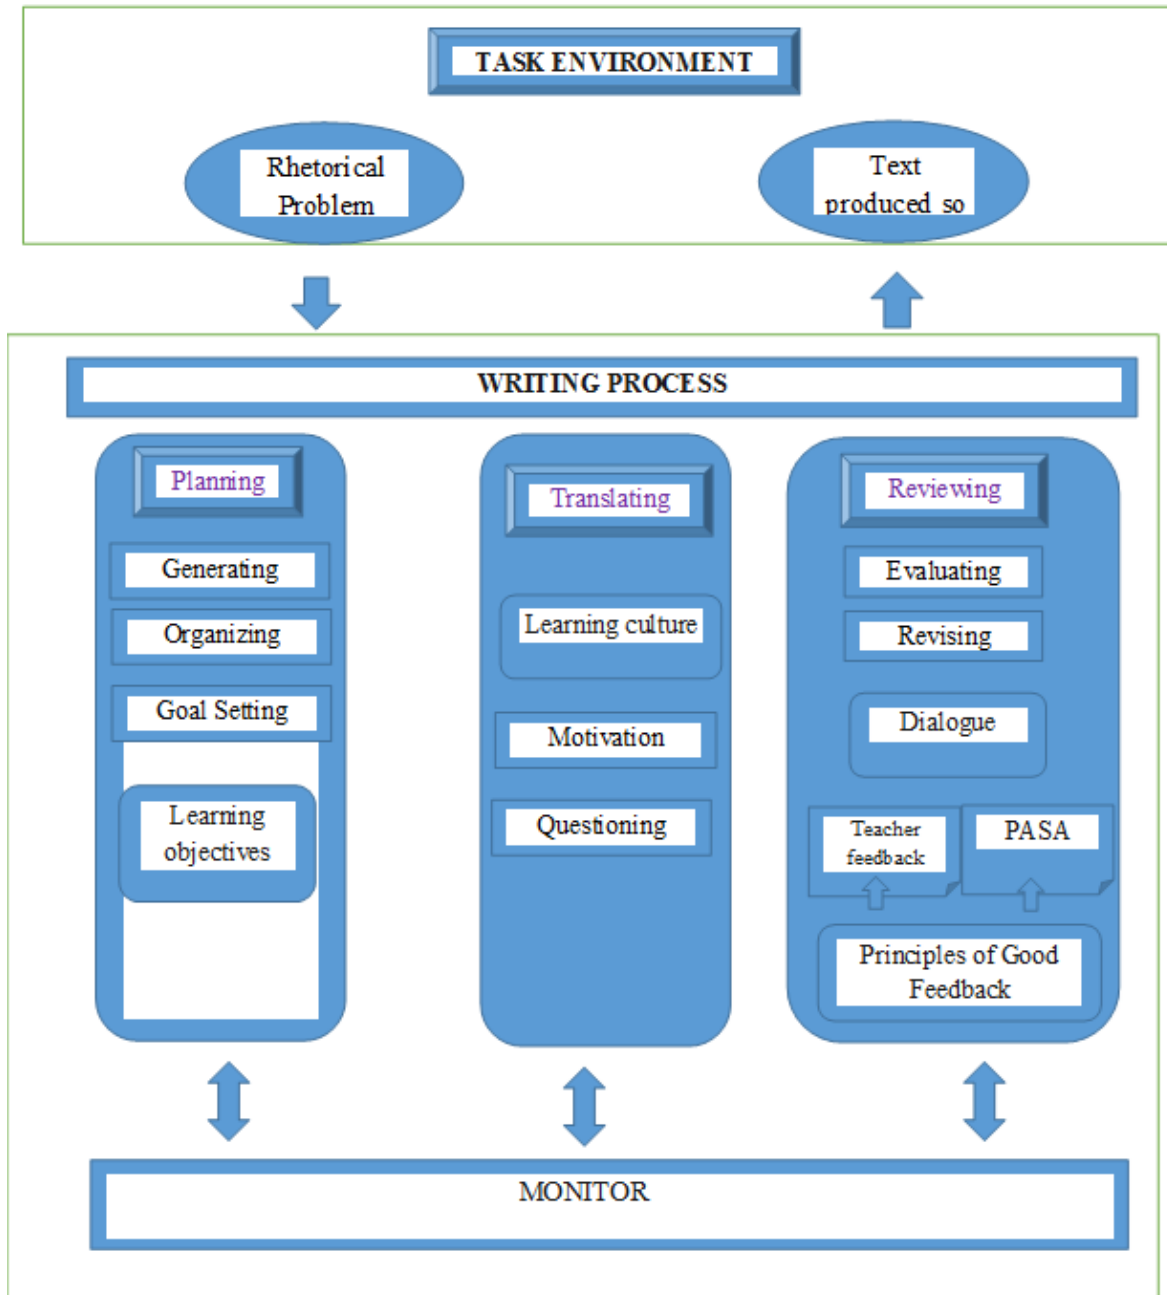 TASK ENVIRONMENT
Rhetorical
Problem
Text
produced so
WRITING PROCESS
Planning
Generating
Organizing
Goal Setting
Learning
objectives
Translating
Learning culture
Motivation
Questioning
Reviewing
Evaluating
Revising
Dialogue
Teacher
feedback
PASA
Principles of Good
Feedback
MONITOR